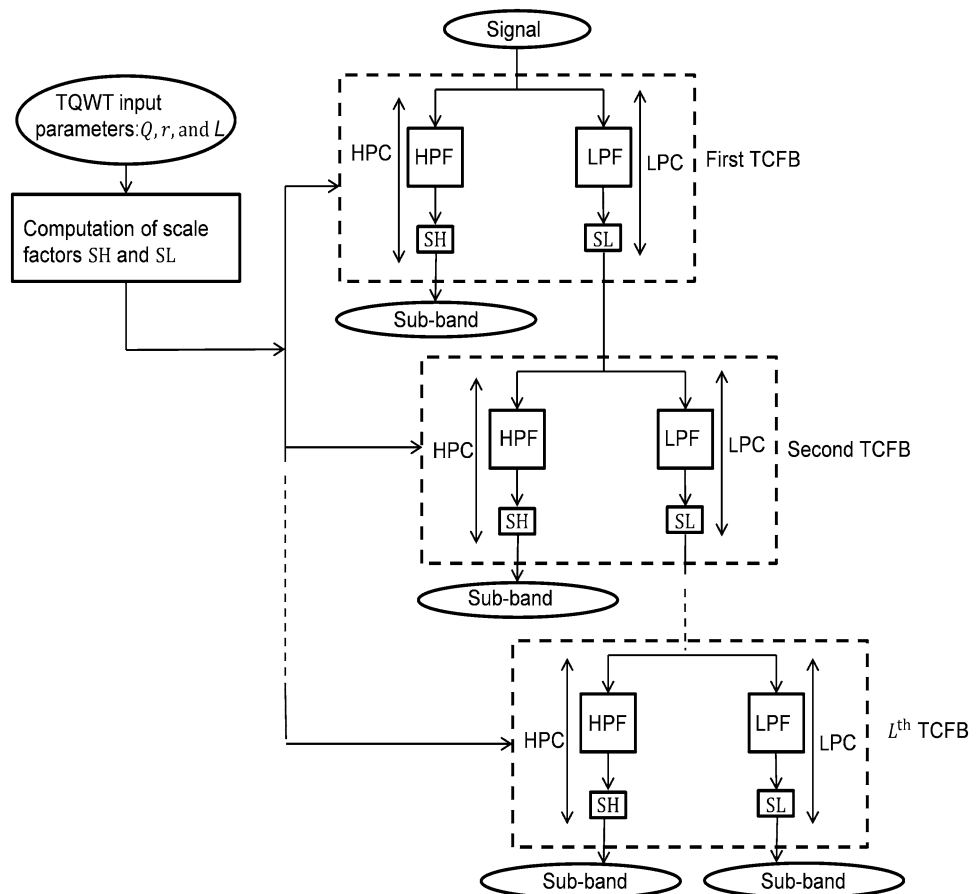 Signal
TQWT input
parameters:Q, r, and L
Computation of scale
factors SH and SL
HPC
HPF
LPF
LPC
First TCFB
SH
SL
Sub-band
HPC
HPF
LPF
LPC
Second TCFB
SH
SL
Sub-band
HPC
HPF
LPF
LPC
Lth TCFB
SH
SL
Sub-band
Sub-band